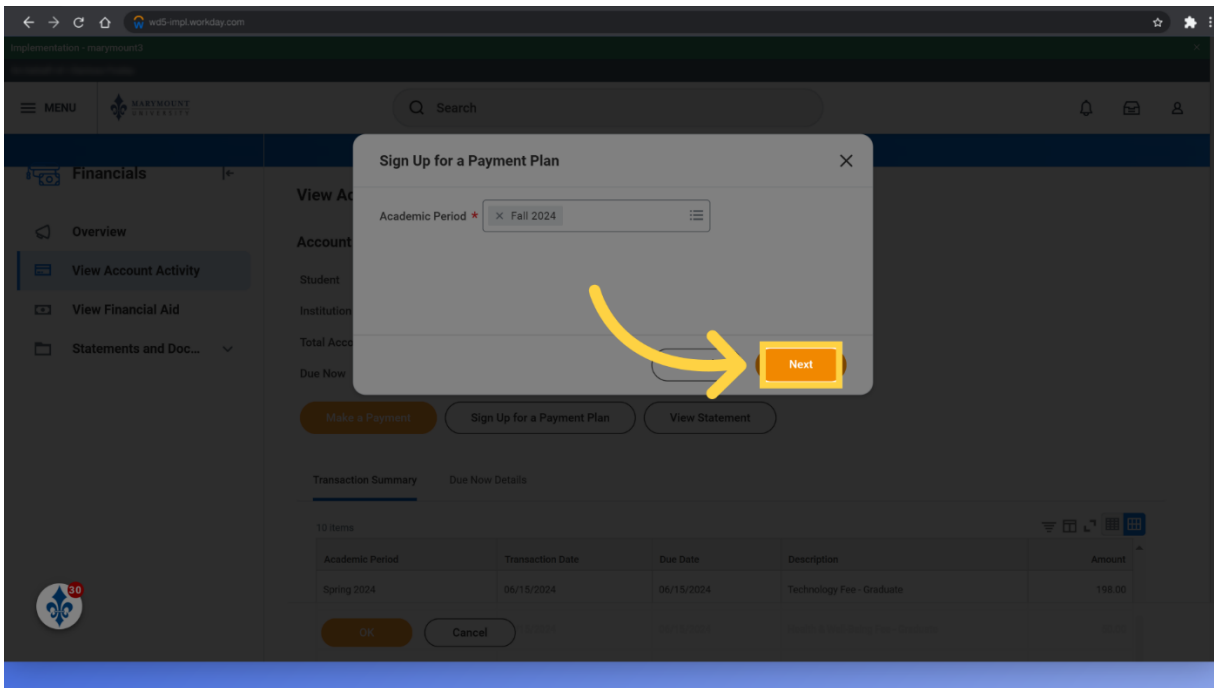 wd5-impl.workday.com
Implementation - marymount3
MENU
MARYMOUNT
UNIVERSITY
Search
Financials
Overview
View Account Activity
View Financial Aid
Statements and Doc...
View Ac
Account
Student
Institution
Total Acco
Due Now
Sign Up for a Payment Plan
Academic Period *
× Fall 2024
Next
Make a Payment
Sign Up for a Payment Plan
View Statement
Transaction Summary
Due Now Details
10 items
Academic Period
Transaction Date
Due Date
Description
Amount
Spring 2024
06/15/2024
06/15/2024
Technology Fee - Graduate
198.00
OK
Cancel
30